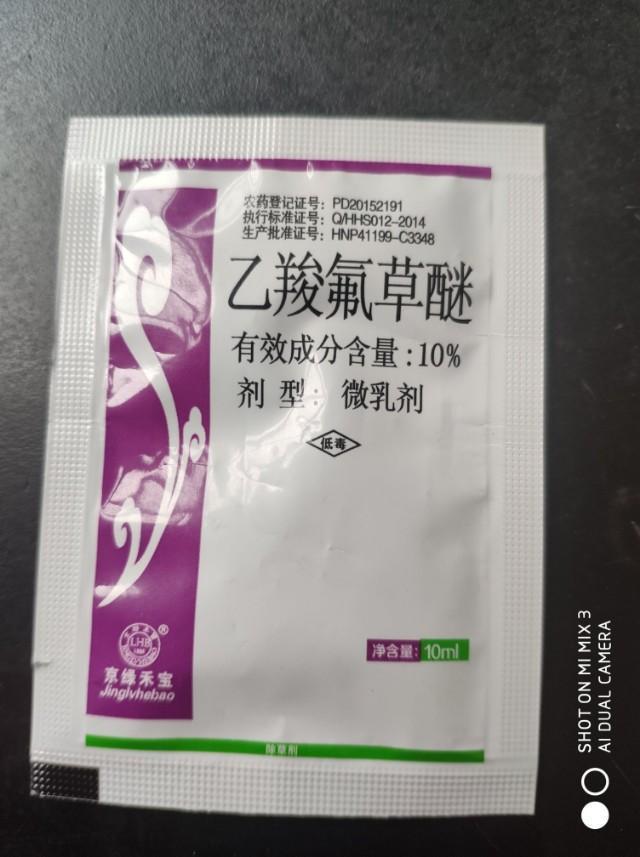 农药登记证号：PD20152191
执行标准证号：Q/HHS012-2014
生产批准证号：HNP41199-C3348
乙羧氟草醚
有效成分含量：10%
剂 型：微乳剂
低毒
净含量：10ml
LHB
®
京绿禾宝
Jinglvhebao
除草剂
SHOT ON MI MIX 3
AI DUAL CAMERA